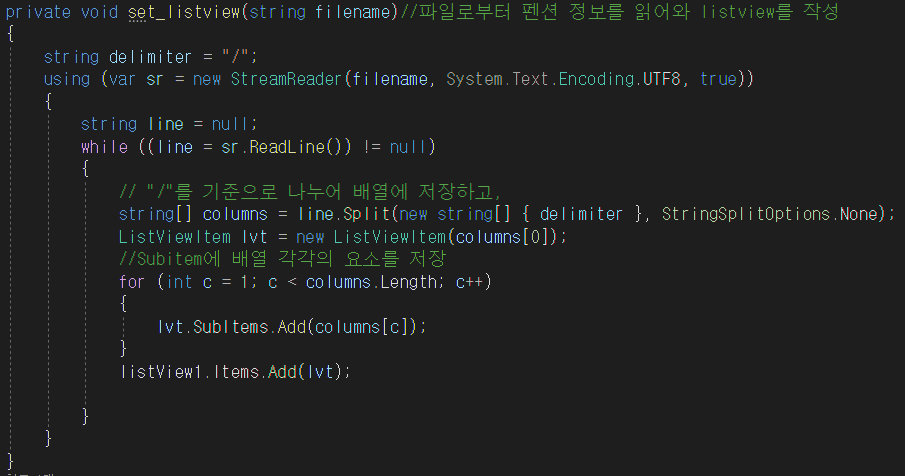 private void set_listview(string filename)//파일로부터 펜션 정보를 읽어와 listview를 작성
{
string delimiter = "/";
using (var sr = new StreamReader(filename, System.Text.Encoding.UTF8, true))
{
string line = null;
while ((line = sr.ReadLine()) != null)
{
// "/"를 기준으로 나누어 배열에 저장하고,
string[] columns = line.Split(new string[] { delimiter }, StringSplitOptions.None);
ListViewItem lvt = new ListViewItem(columns[0]);
//Subitem에 배열 각각의 요소를 저장
for (int c = 1; c < columns.Length; c++)
{
lvt.SubItems.Add(columns[c]);
}
listView1.Items.Add(lvt);
}
}
}